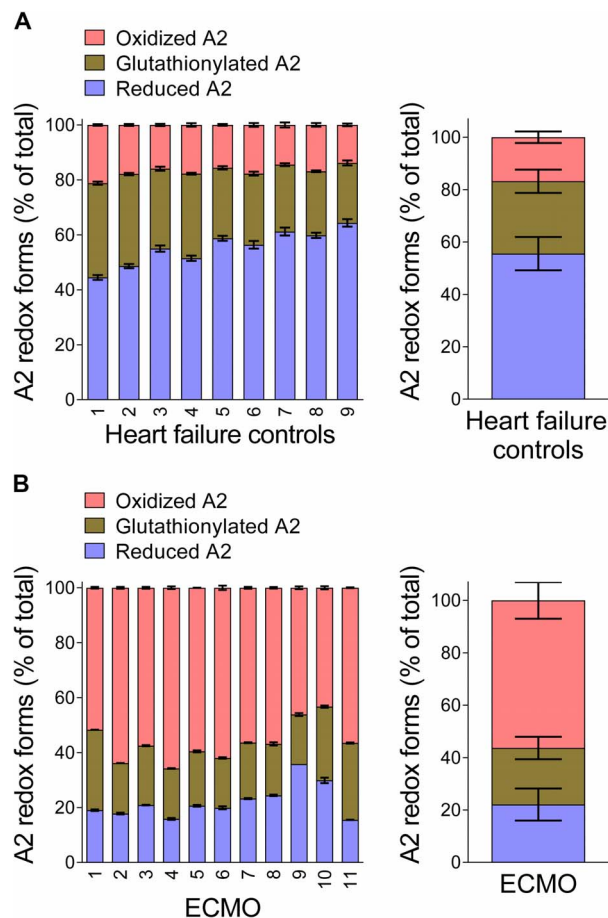 A
Oxidized A2
Glutathionylated A2
Reduced A2
A2 redox forms (% of total)
100
80
60
40
20
0
1 2 3 4 5 6 7 8 9
Heart failure controls
A2 redox forms (% of total)
100
80
60
40
20
0
Heart failure
controls
B
Oxidized A2
Glutathionylated A2
Reduced A2
A2 redox forms (% of total)
100
80
60
40
20
0
1 2 3 4 5 6 7 8 9 10 11
ECMO
A2 redox forms (% of total)
100
80
60
40
20
0
ECMO